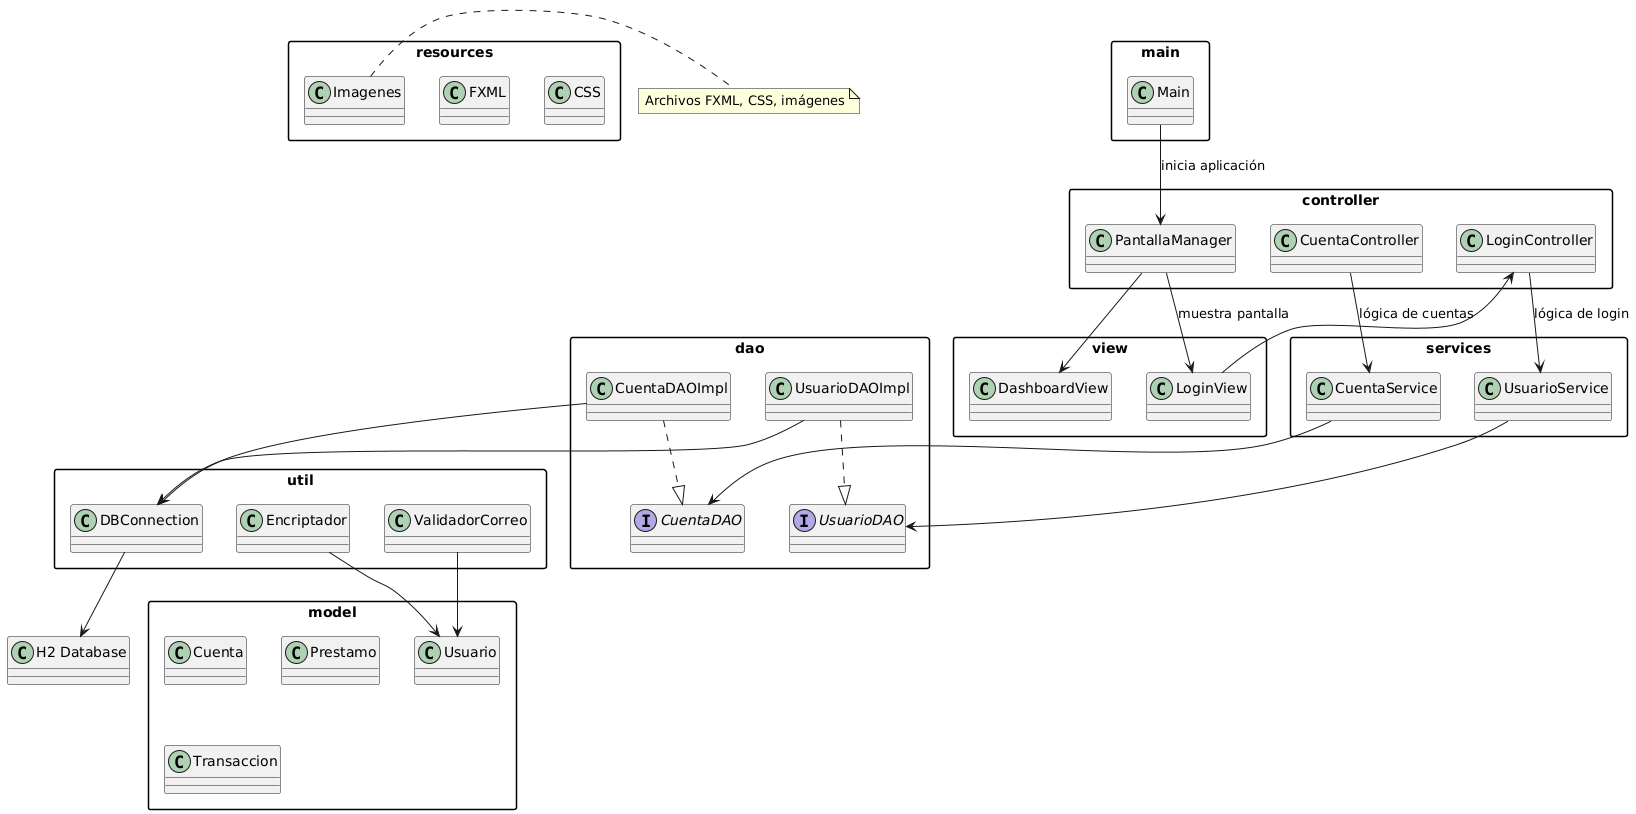 resources
C Imagenes
C FXML
C CSS
Archivos FXML, CSS, imágenes
main
C Main
inicia aplicación
controller
C PantallaManager
C CuentaController
C LoginController
muestra pantalla
lógica de cuentas
lógica de login
dao
C CuentaDAOImpl
C UsuarioDAOImpl
I CuentaDAO
I UsuarioDAO
view
C DashboardView
C LoginView
services
C CuentaService
C UsuarioService
util
C DBConnection
C Encriptador
C ValidadorCorreo
C H2 Database
model
C Cuenta
C Prestamo
C Usuario
C Transaccion